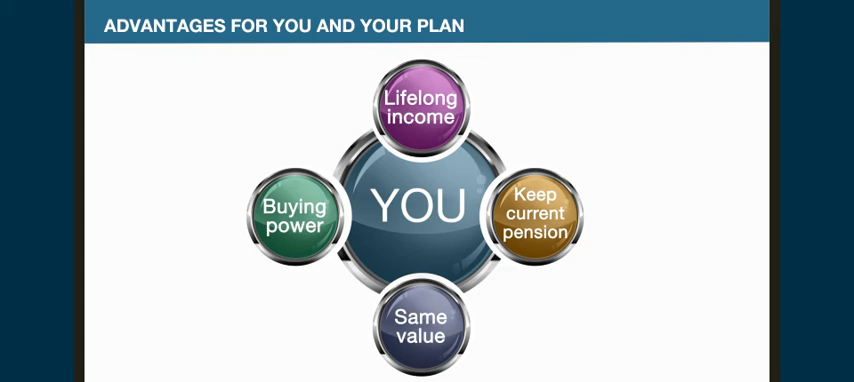 ADVANTAGES FOR YOU AND YOUR PLAN
Lifelong
income
Buying
power
YOU
Keep
current
pension
Same
value